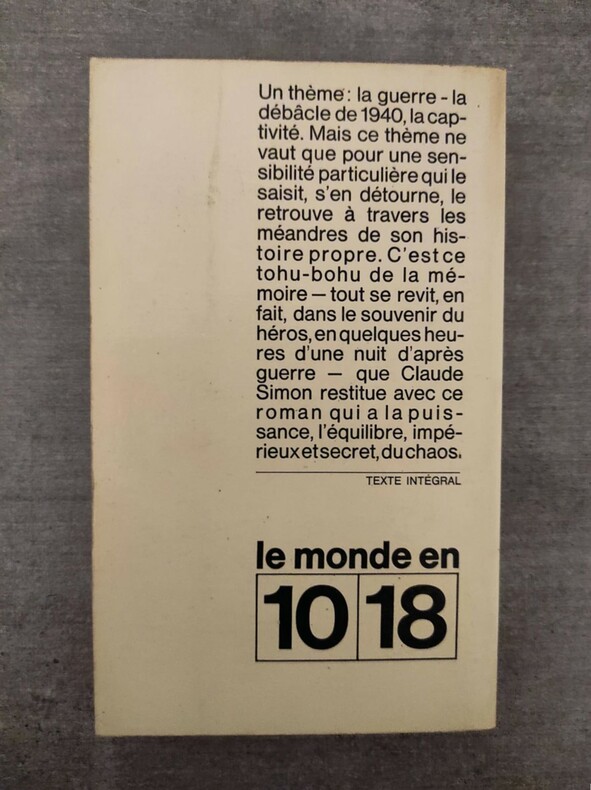 Un thème : la guerre - la
débâcle de 1940, la cap-
tivité. Mais ce thème ne
vaut que pour une sen-
sibilité particulière qui le
saisit, s'en détourne, le
retrouve à travers les
méandres de son his-
toire propre. C'est ce
tohu-bohu de la mé-
moire — tout se revit, en
fait, dans le souvenir du
héros, en quelques heu-
res d'une nuit d'après
guerre — que Claude
Simon restitue avec ce
roman qui a la puis-
sance, l'équilibre, impé-
rieux et secret, du chaos.
TEXTE INTÉGRAL
le monde en
10 18